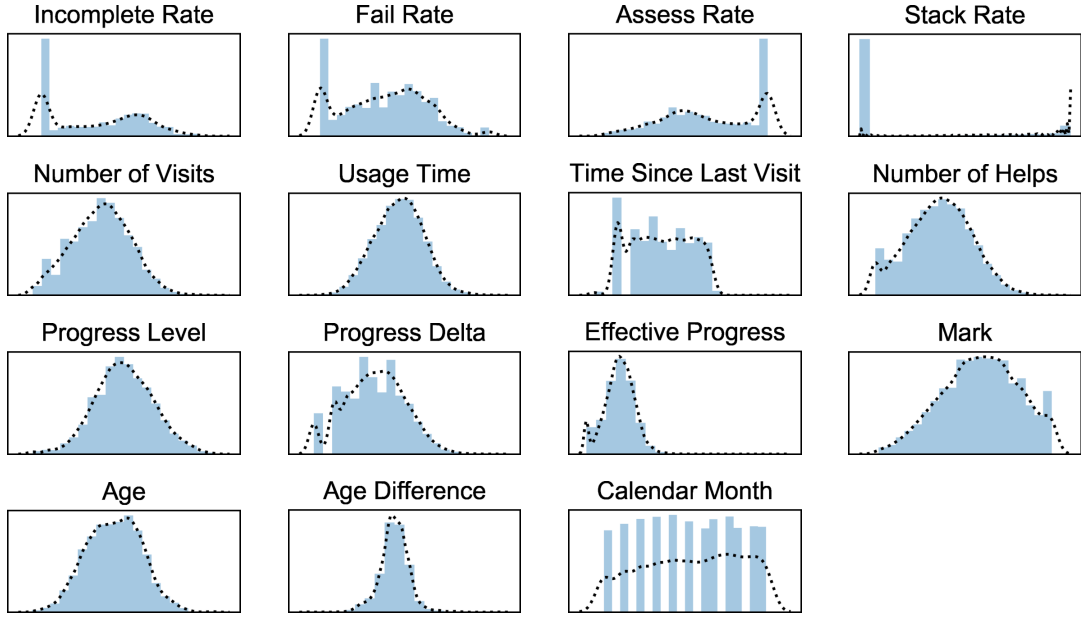 Incomplete Rate
Fail Rate
Assess Rate
Stack Rate
Number of Visits
Usage Time
Time Since Last Visit
Number of Helps
Progress Level
Progress Delta
Effective Progress
Mark
Age
Age Difference
Calendar Month